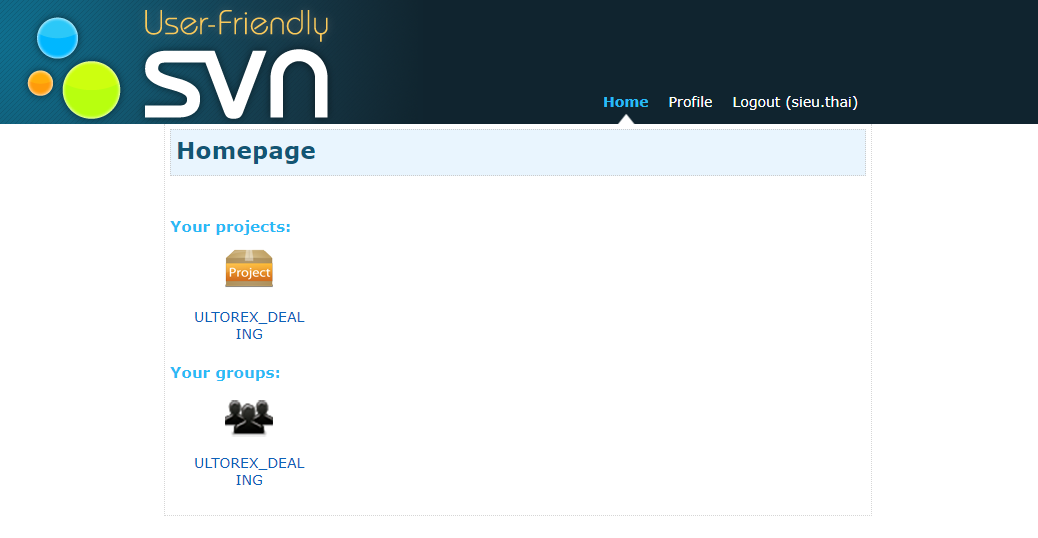 User-Friendly
SVN
Home Profile Logout (sieu.thai)
Homepage
Your projects:
Project
ULTOREX_DEAL
ING
Your groups:
ULTOREX_DEAL
ING